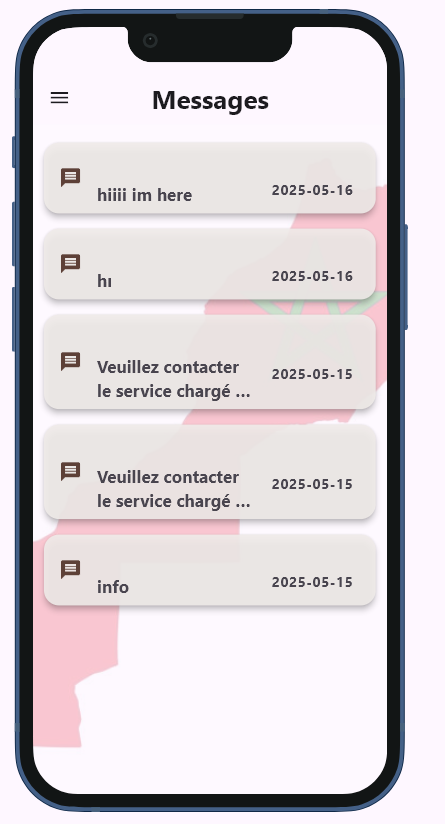 Messages
hiiii im here
2025-05-16
hı
2025-05-16
Veuillez contacter
le service chargé ...
2025-05-15
Veuillez contacter
le service chargé ...
2025-05-15
info
2025-05-15